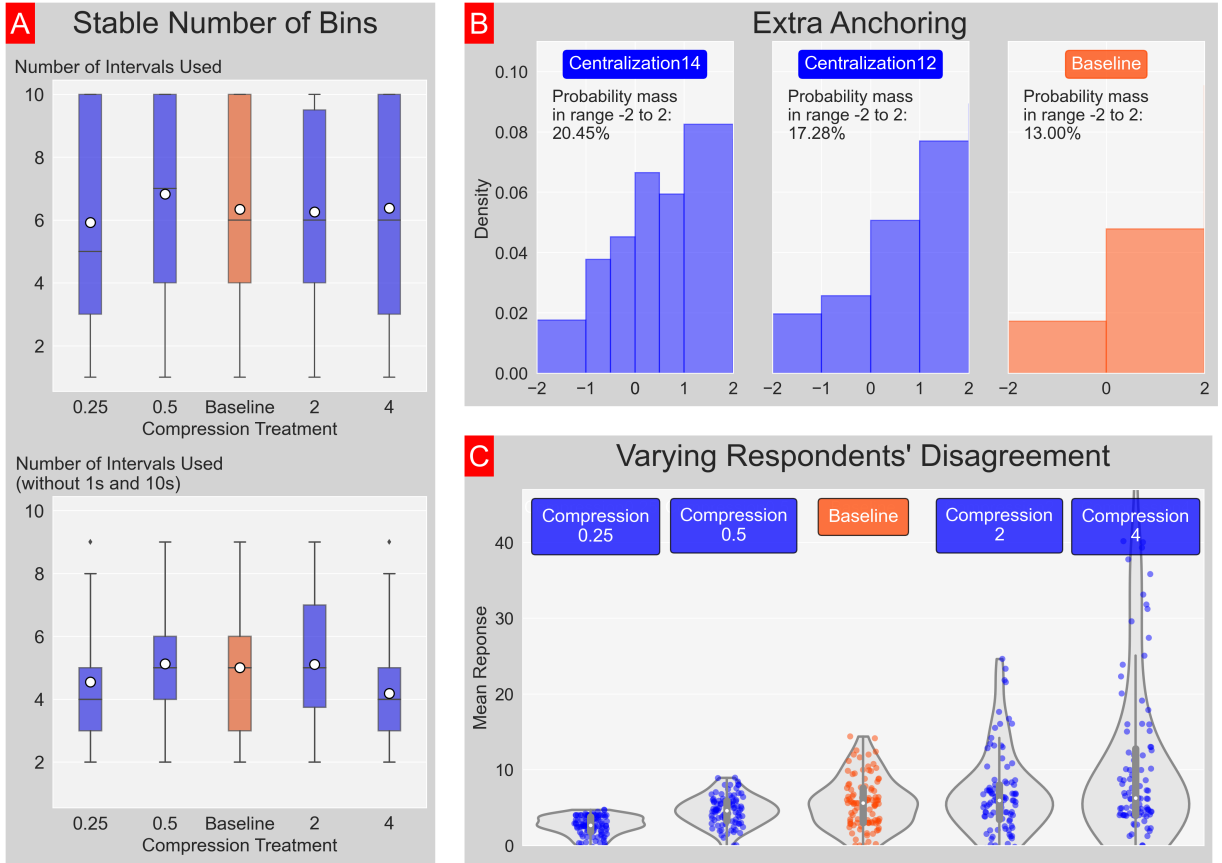 A
Stable Number of Bins
Number of Intervals Used
10
8
6
4
2
0.25 0.5 Baseline 2 4
Compression Treatment
Number of Intervals Used
(without 1s and 10s)
10
8
6
4
2
0.25 0.5 Baseline 2 4
Compression Treatment
B
Extra Anchoring
Density
0.10
0.08
0.06
0.04
0.02
0.00
Centralization14
Probability mass
in range -2 to 2:
20.45%
−2 −1 0 1 2
Centralization12
Probability mass
in range -2 to 2:
17.28%
−2 −1 0 1 2
Baseline
Probability mass
in range -2 to 2:
13.00%
−2 0 2
C
Varying Respondents' Disagreement
Mean Reponse
40
30
20
10
0
Compression
0.25
Compression
0.5
Baseline
Compression
2
Compression
4